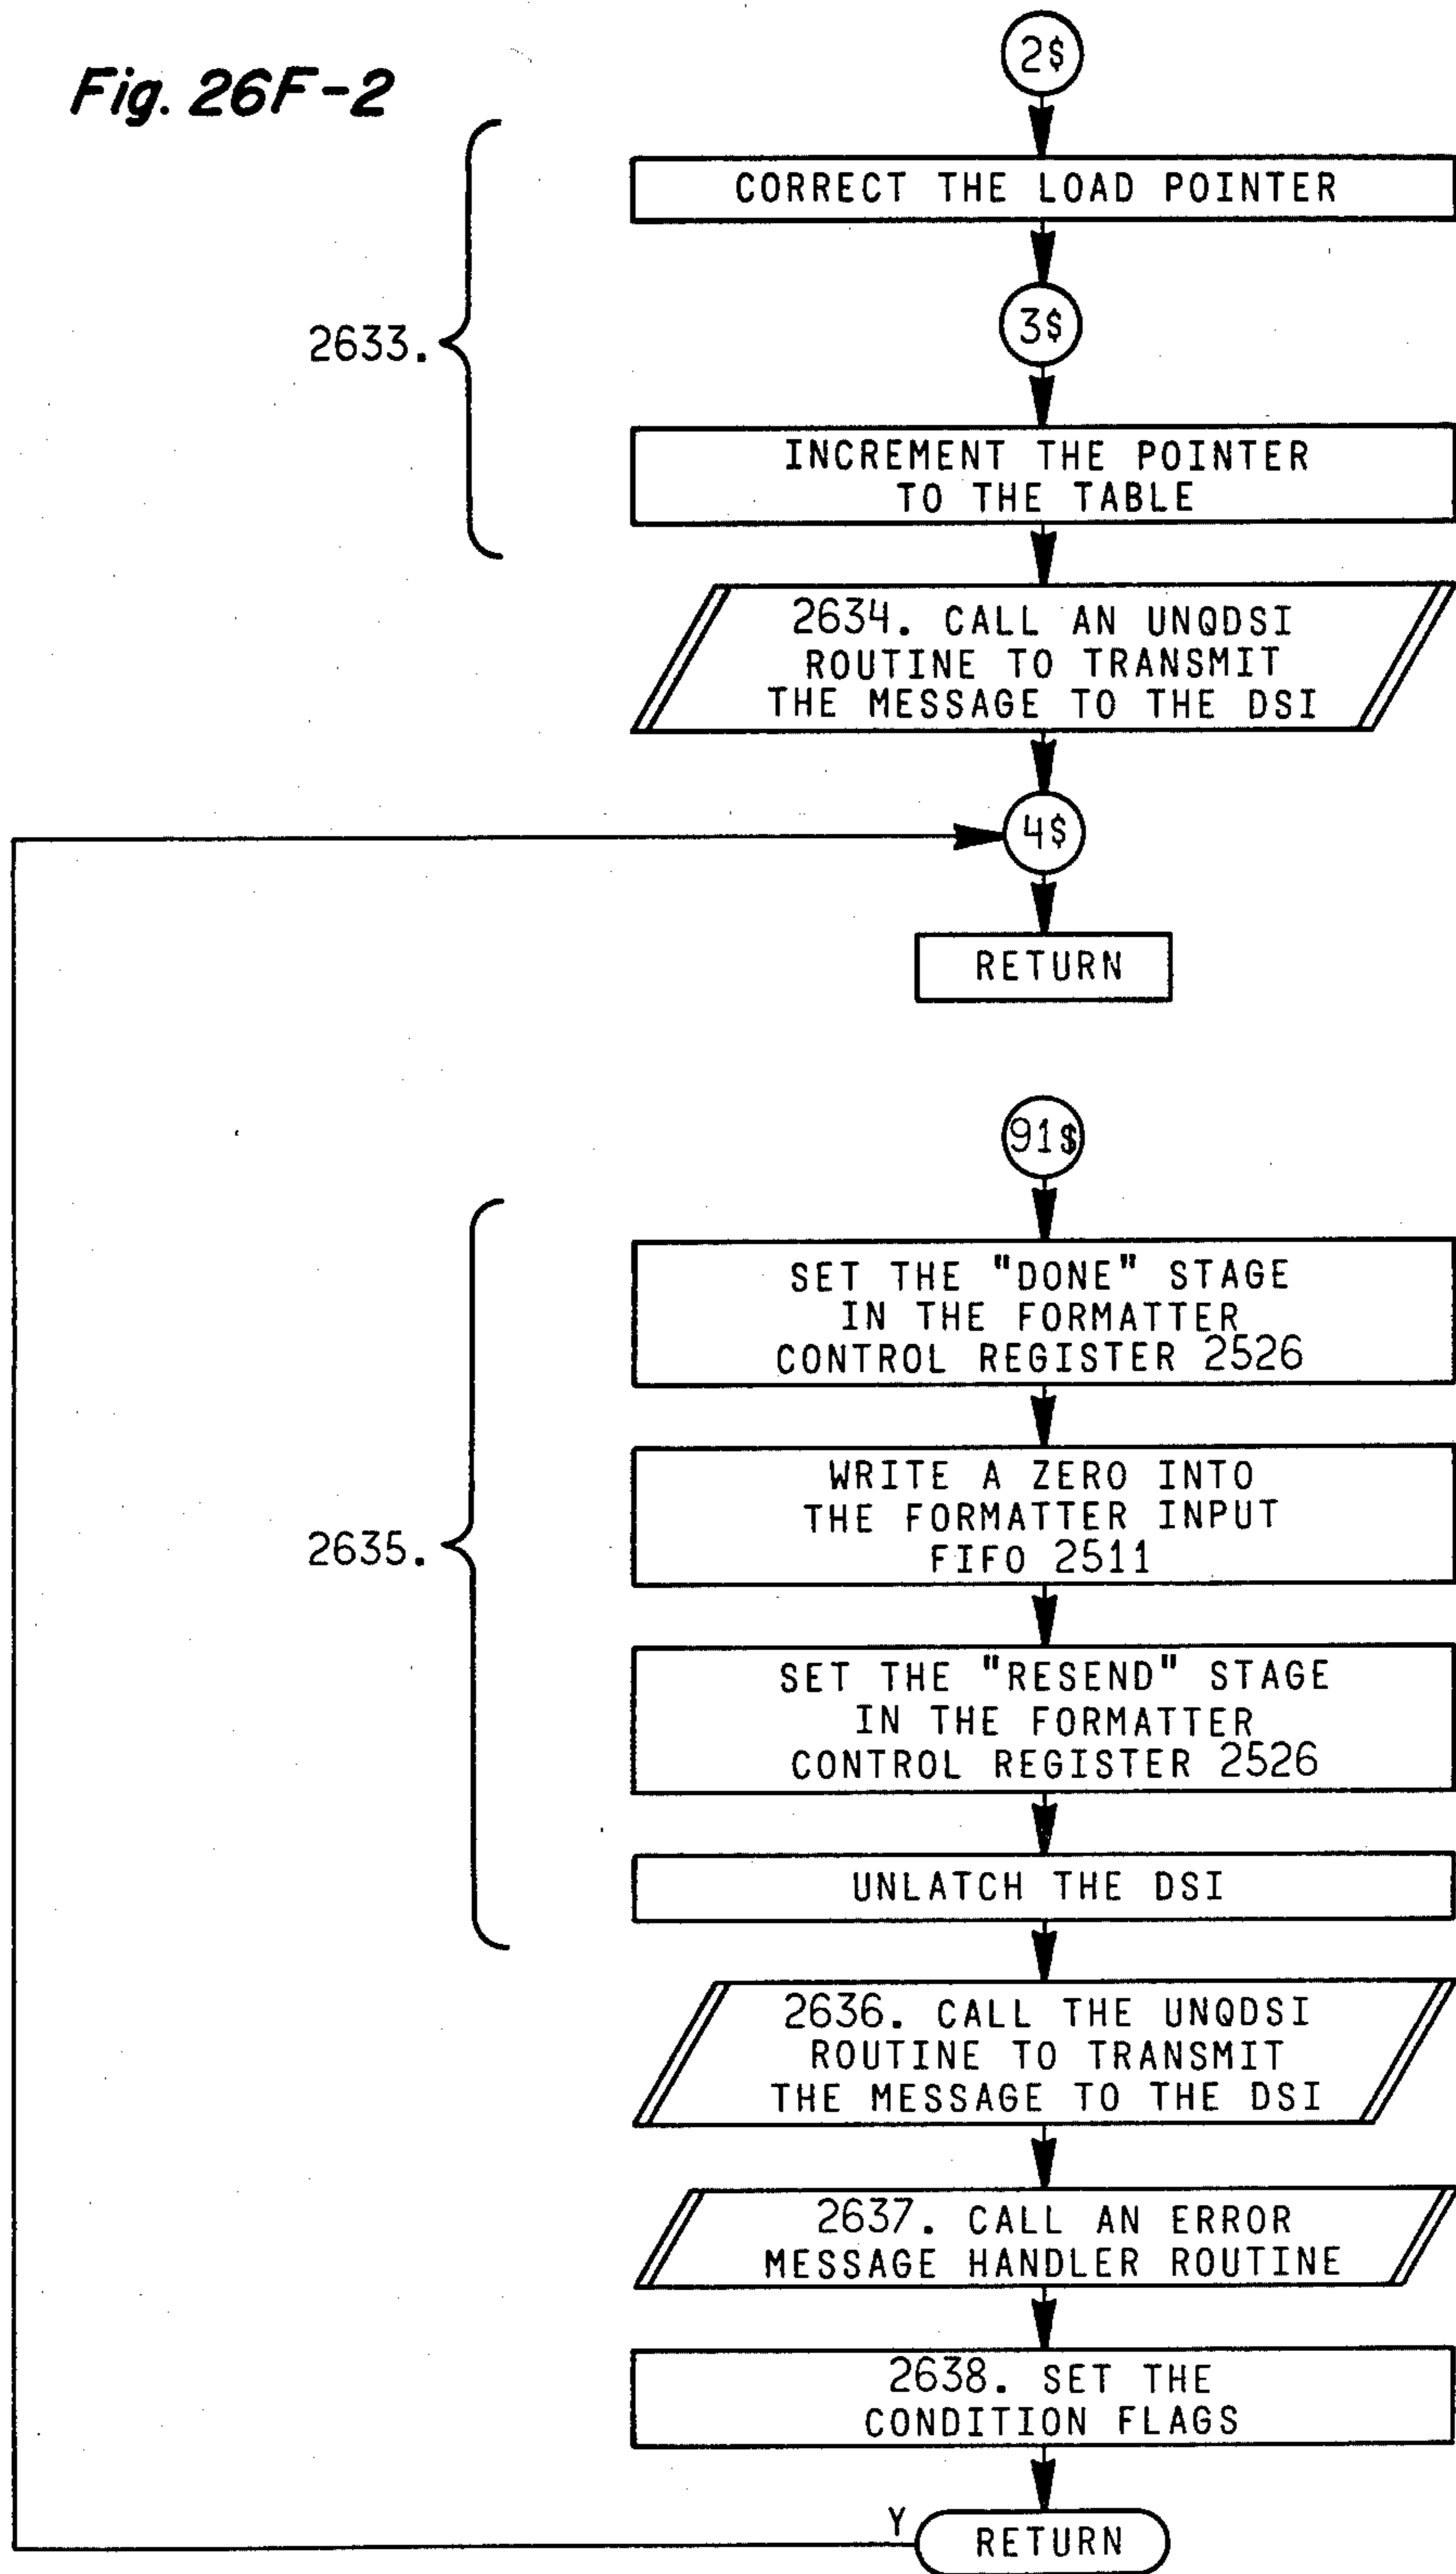 Fig. 26F-2
2$
CORRECT THE LOAD POINTER
3$
2633.
INCREMENT THE POINTER
TO THE TABLE
2634. CALL AN UNQDSI
ROUTINE TO TRANSMIT
THE MESSAGE TO THE DSI
4$
RETURN
91$
SET THE "DONE" STAGE
IN THE FORMATTER
CONTROL REGISTER 2526
WRITE A ZERO INTO
THE FORMATTER INPUT
FIFO 2511
2635.
SET THE "RESEND" STAGE
IN THE FORMATTER
CONTROL REGISTER 2526
UNLATCH THE DSI
2636. CALL THE UNQDSI
ROUTINE TO TRANSMIT
THE MESSAGE TO THE DSI
2637. CALL AN ERROR
MESSAGE HANDLER ROUTINE
2638. SET THE
CONDITION FLAGS
Y
RETURN